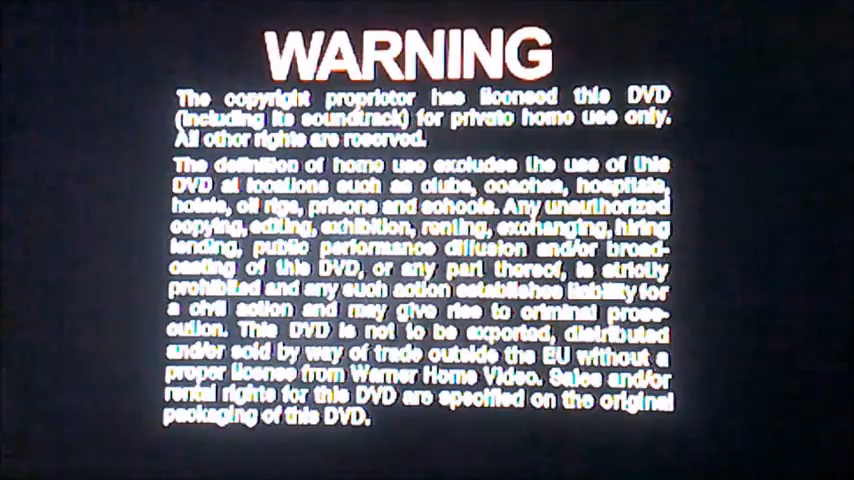 WARNING
The copyright proprietor has licensed this DVD
(including its soundtrack) for private home use only.
All other rights are reserved.
The definition of home use excludes the use of this
DVD at locations such as clubs, coaches, hospitals,
hotels, oil rigs, prisons and schools. Any unauthorized
copying, editing, exhibition, renting, exchanging, hiring
lending, public performance diffusion and/or broad-
casting of this DVD, or any part thereof, is strictly
prohibited and any such action establishes liability for
a civil action and may give rise to criminal prose-
cution. This DVD is not to be exported, distributed
and/or sold by way of trade outside the EU without a
proper license from Warner Home Video. Sales and/or
rental rights for this DVD are specified on the original
packaging of this DVD.